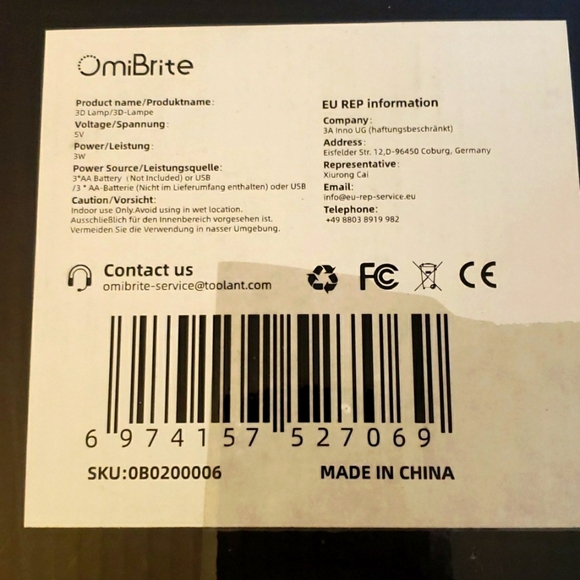 OmiBrite
Product name/Produktname:
3D Lamp/3D-Lampe
Voltage/Spannung:
5V
Power/Leistung:
3W
Power Source/Leistungsquelle:
3*AA Battery (Not Included) or USB
/3 * AA-Batterie (Nicht im Lieferumfang enthalten) oder USB
Caution/Vorsicht:
Indoor use Only.Avoid using in wet location.
Ausschließlich für den Innenbereich vorgesehen ist.
Vermeiden Sie die Verwendung in nasser Umgebung.
EU REP information
Company:
3A Inno UG (haftungsbeschränkt)
Address:
Eisfelder Str. 12,D-96450 Coburg, Germany
Representative:
Xiurong Cai
Email:
info@eu-rep-service.eu
Telephone:
+49 8803 8919 982
Contact us
omibrite-service@toolant.com
FC CE
6 974157 527069
SKU:0B0200006
MADE IN CHINA